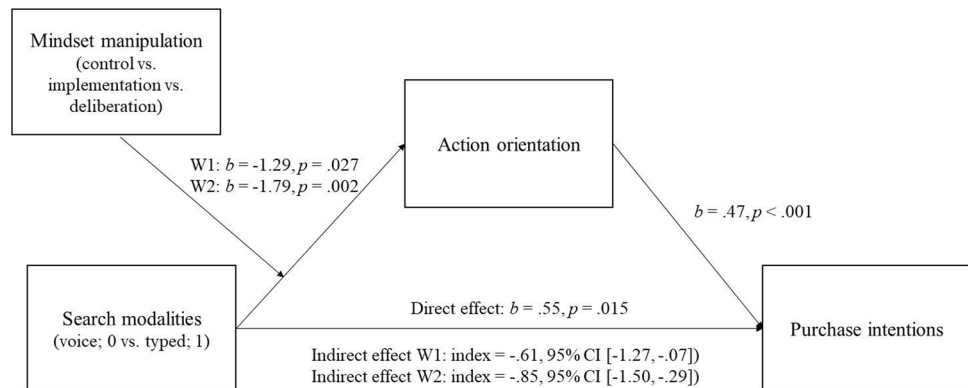 Mindset manipulation
(control vs.
implementation vs.
deliberation)
Action orientation
W1: b = -1.29, p = .027
W2: b = -1.79, p = .002
b = .47, p < .001
Search modalities
(voice; 0 vs. typed; 1)
Direct effect: b = .55, p = .015
Purchase intentions
Indirect effect W1: index = -.61, 95% CI [-1.27, -.07])
Indirect effect W2: index = -.85, 95% CI [-1.50, -.29])